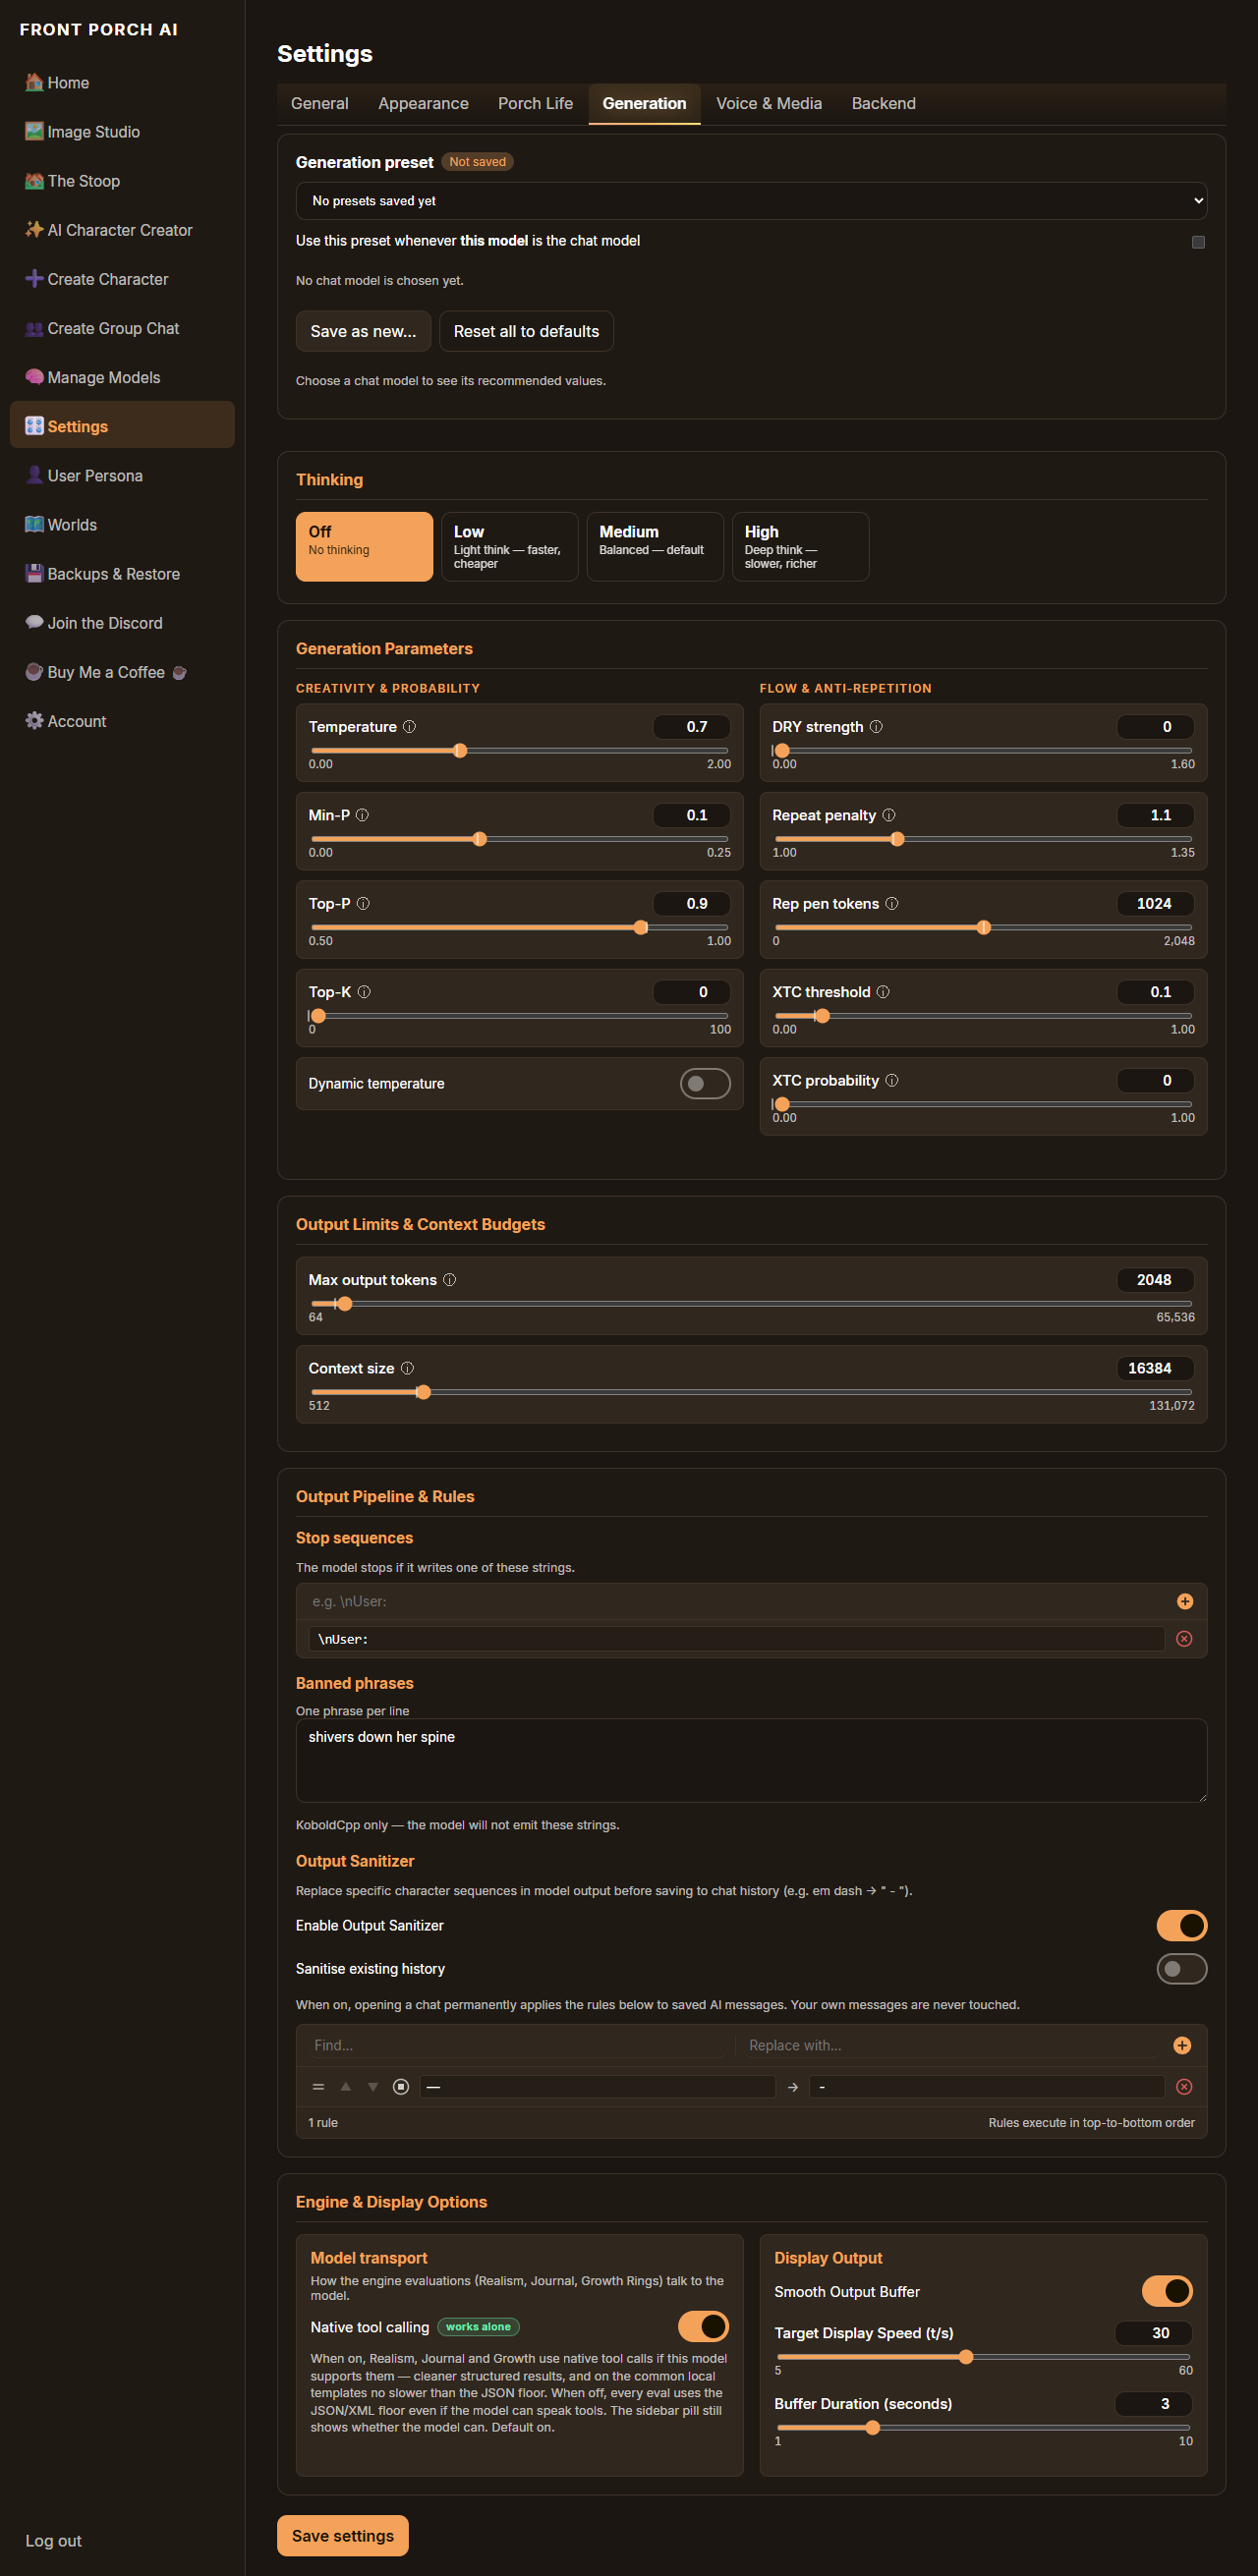 FRONT PORCH AI
Home
Image Studio
The Stoop
AI Character Creator
Create Character
Create Group Chat
Manage Models
Settings
User Persona
Worlds
Backups & Restore
Join the Discord
Buy Me a Coffee
Account
Log out
Settings
General
Appearance
Porch Life
Generation
Voice & Media
Backend
Generation preset
Not saved
No presets saved yet
Use this preset whenever this model is the chat model
No chat model is chosen yet.
Save as new...
Reset all to defaults
Choose a chat model to see its recommended values.
Thinking
Off
No thinking
Low
Light think — faster,
cheaper
Medium
Balanced — default
High
Deep think —
slower, richer
Generation Parameters
CREATIVITY & PROBABILITY
Temperature ⓘ 0.7
0.00 2.00
Min-P ⓘ 0.1
0.00 0.25
Top-P ⓘ 0.9
0.50 1.00
Top-K ⓘ 0
0 100
Dynamic temperature
FLOW & ANTI-REPETITION
DRY strength ⓘ 0
0.00 1.60
Repeat penalty ⓘ 1.1
1.00 1.35
Rep pen tokens ⓘ 1024
0 2,048
XTC threshold ⓘ 0.1
0.00 1.00
XTC probability ⓘ 0
0.00 1.00
Output Limits & Context Budgets
Max output tokens ⓘ 2048
64 65,536
Context size ⓘ 16384
512 131,072
Output Pipeline & Rules
Stop sequences
The model stops if it writes one of these strings.
e.g. \nUser:
\nUser:
Banned phrases
One phrase per line
shivers down her spine
KoboldCpp only — the model will not emit these strings.
Output Sanitizer
Replace specific character sequences in model output before saving to chat history (e.g. em dash → " - ").
Enable Output Sanitizer
Sanitise existing history
When on, opening a chat permanently applies the rules below to saved AI messages. Your own messages are never touched.
Find... Replace with...
— → -
1 rule Rules execute in top-to-bottom order
Engine & Display Options
Model transport
How the engine evaluations (Realism, Journal, Growth Rings) talk to the
model.
Native tool calling works alone
When on, Realism, Journal and Growth use native tool calls if this model
supports them — cleaner structured results, and on the common local
templates no slower than the JSON floor. When off, every eval uses the
JSON/XML floor even if the model can speak tools. The sidebar pill still
shows whether the model can. Default on.
Display Output
Smooth Output Buffer
Target Display Speed (t/s) 30
5 60
Buffer Duration (seconds) 3
1 10
Save settings